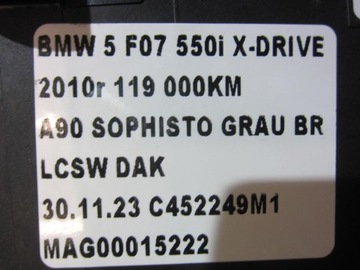 BMW 5 F07 550i X-DRIVE
2010r 119 000KM
A90 SOPHISTO GRAU BR
LCSW DAK
30.11.23 C452249M1
MAG00015222